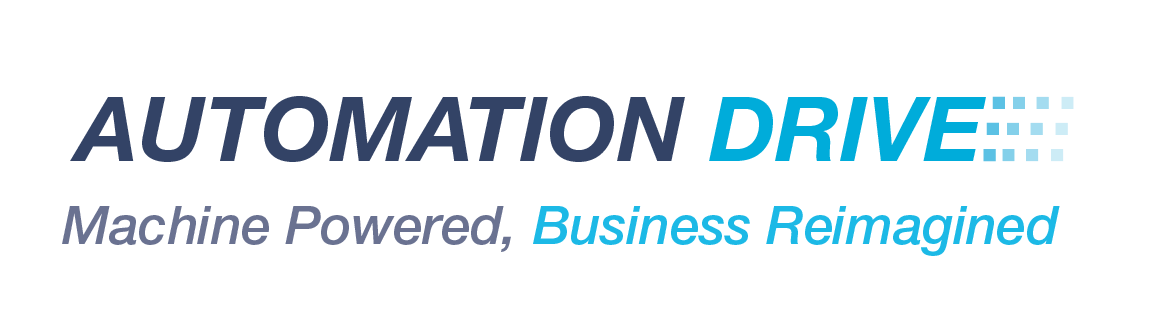 AUTOMATION DRIVE
Machine Powered, Business Reimagined